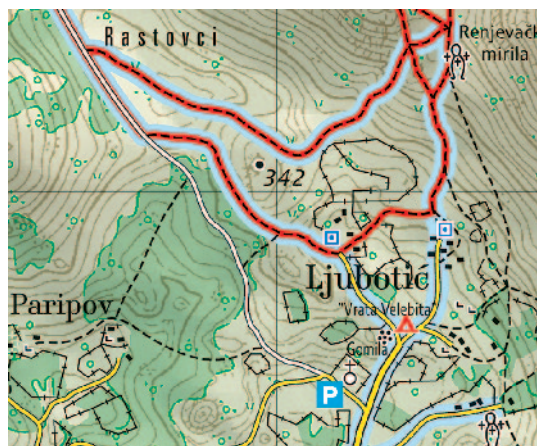 Rastovci
Renjevačk
mirila
342
Ljubotić
"Vrata Velebita"
Paripov
Gomila
P